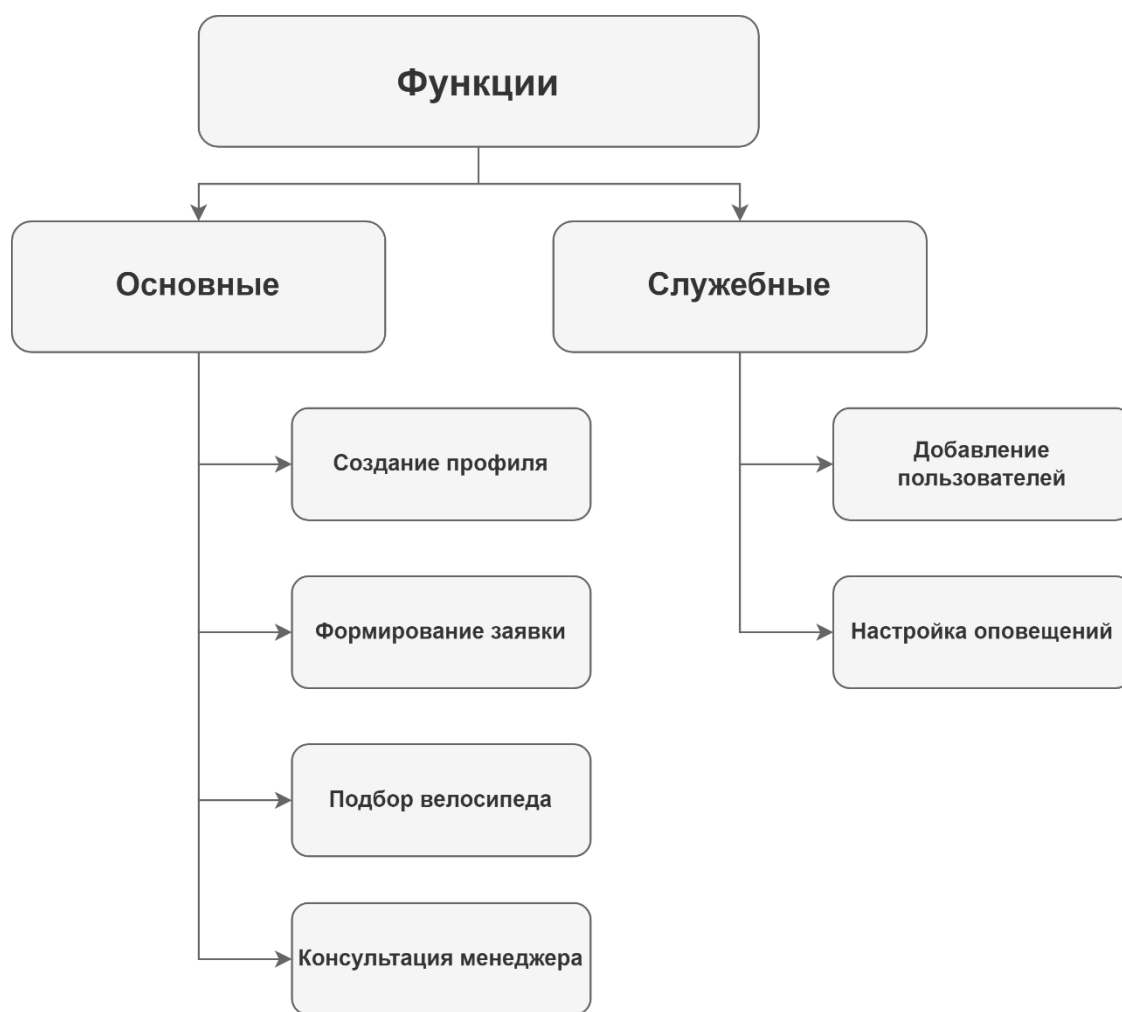 Функции
Основные
Служебные
Создание профиля
Формирование заявки
Подбор велосипеда
Консультация менеджера
Добавление
пользователей
Настройка оповещений